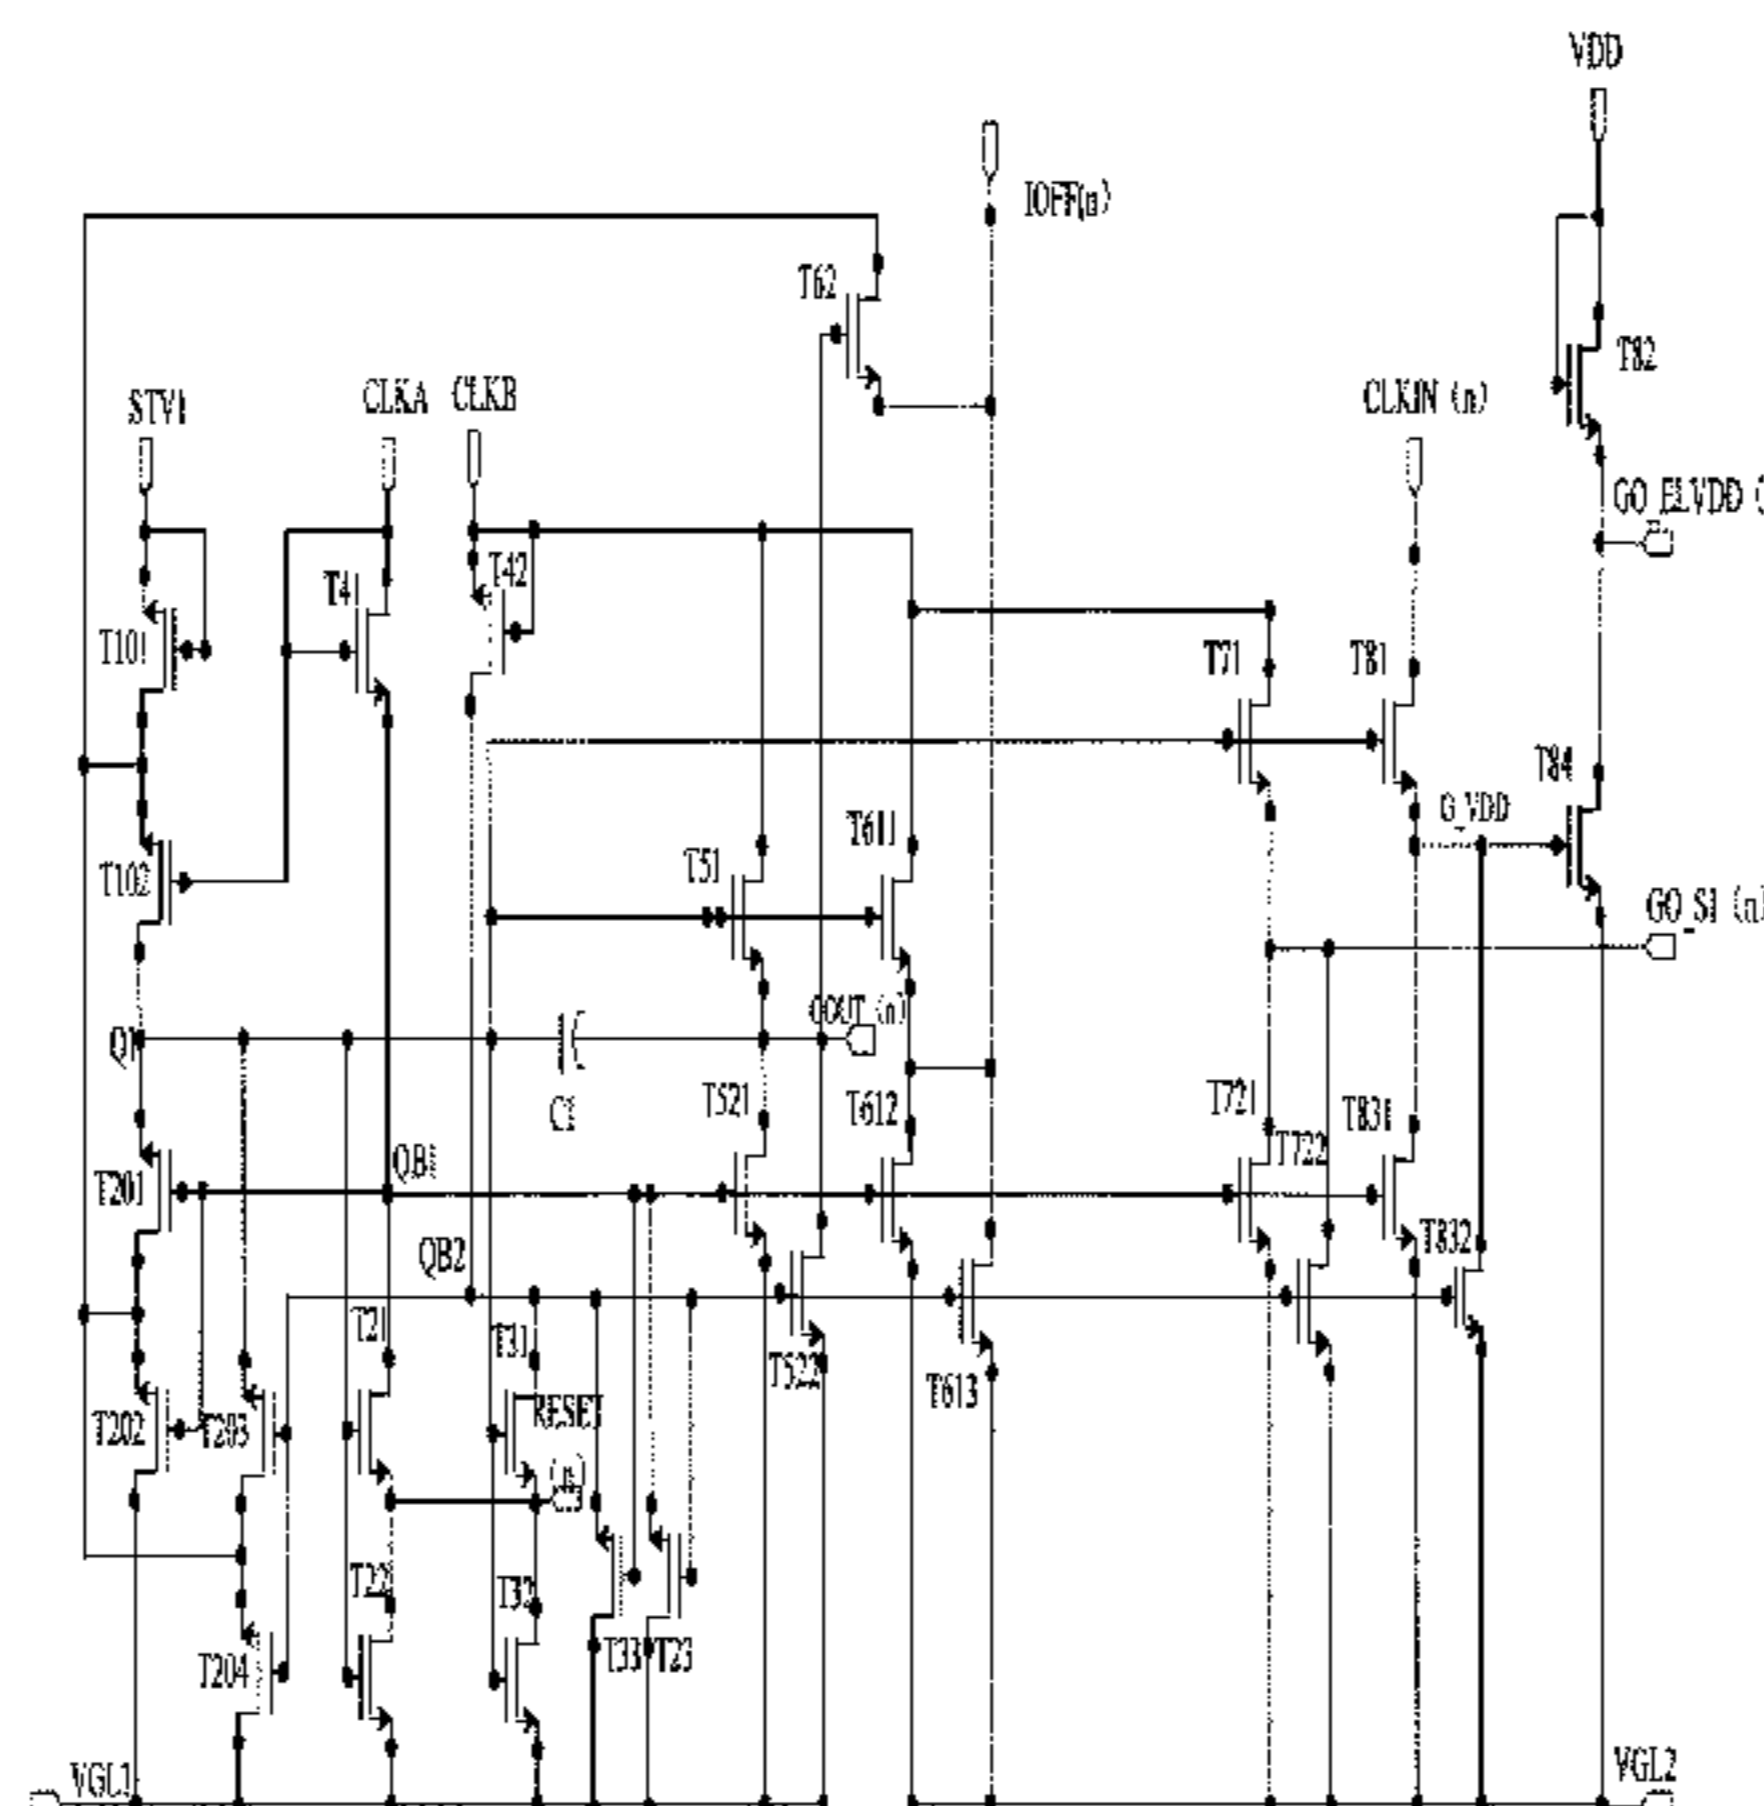 VDD
IOFF(n)
T62
T82
STV1
CLKA
CLKB
CLKIN (n)
GO_ELVDD (
T41
T42
T101
T71
T81
T84
G_VDD
T611
T51
T102
GO_S1 (n)
COUT (n)
Q1
C1
T521
T612
T721
T722
T831
QB1
T201
T832
QB2
T21
T31
T522
T613
RESET
(n)
T202
T203
T22
T32
T204
T33
T23
VGL1
VGL2